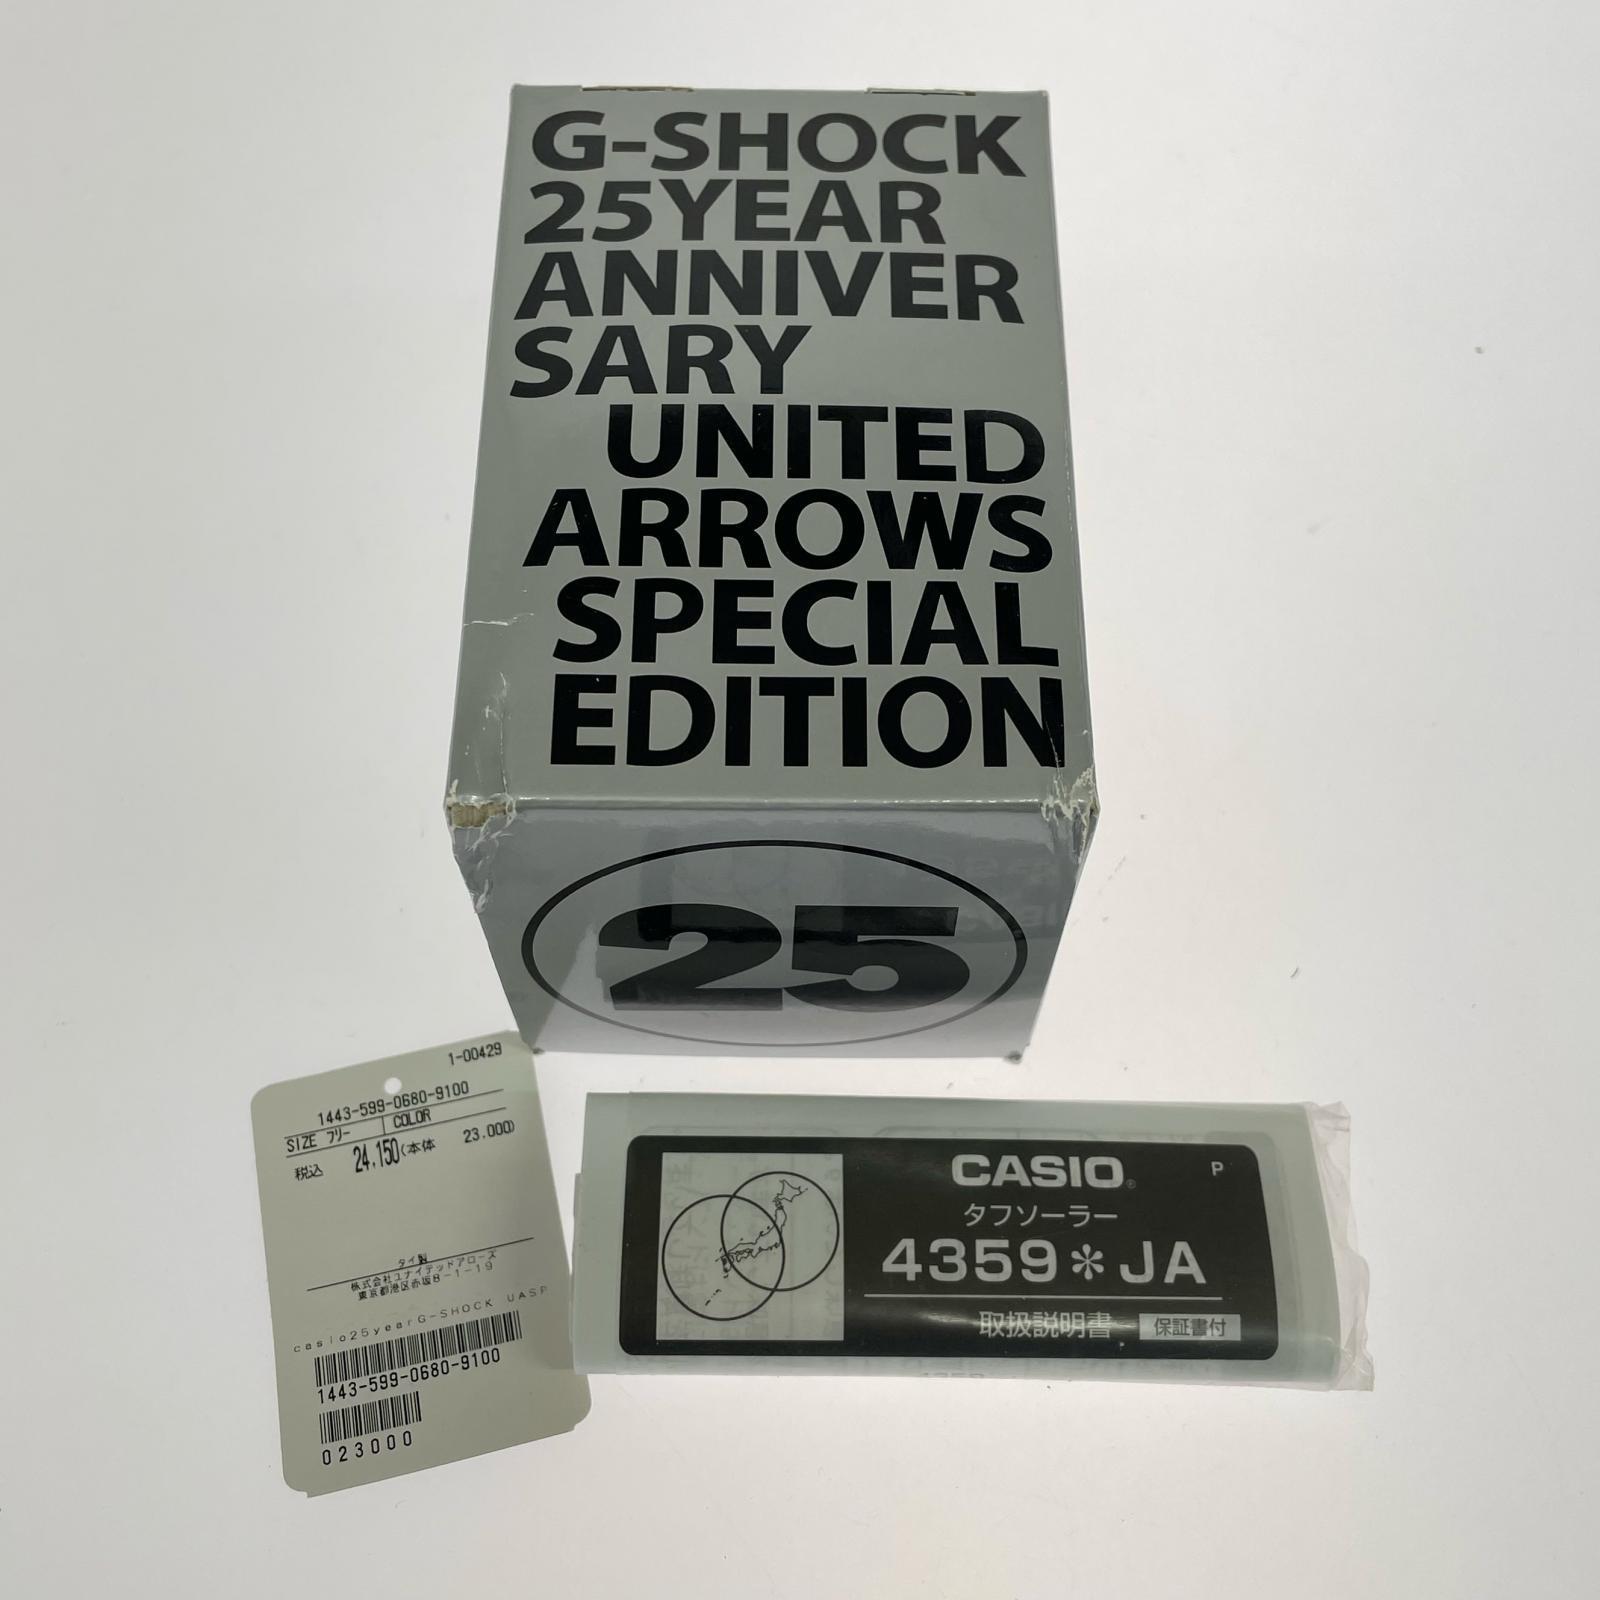 G-SHOCK
25YEAR
ANNIVER
SARY
UNITED
ARROWS
SPECIAL
EDITION
25
1-00429
1443-599-0680-9100
SIZE フリー COLOR
税込 24,150(本体 23.000)
タイ製
株式会社ユナイテッドアローズ
東京都港区赤坂8-1-19
casio25yearG-SHOCK UASP
1443-599-0680-9100
023000
CASIO®
P
タフソーラー
4359*JA
取扱説明書 保証書付